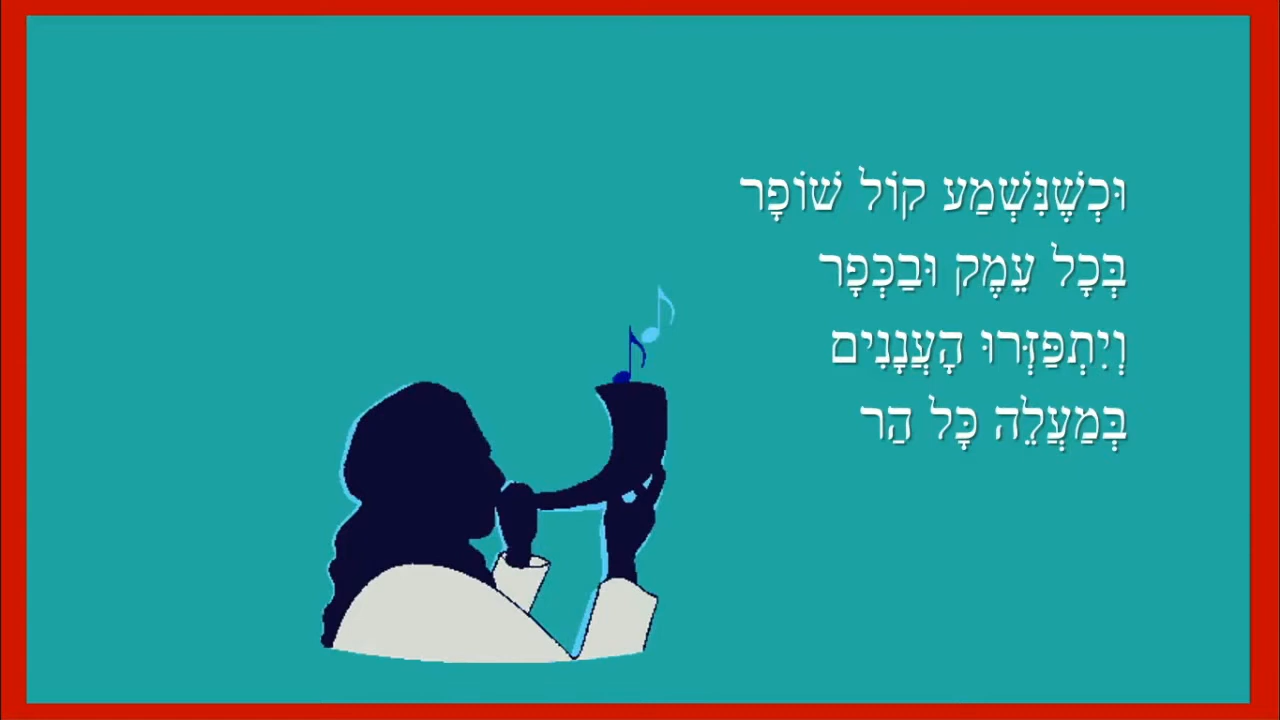 וּכְשֶׁנִּשְׁמַע קוֹל שׁוֹפָר
בְּכָל עֵמֶק וּבַכְּפָר
וְיִתְפַּזְּרוּ הָעֲנָנִים
בְּמַעֲלֵה כָּל הַר